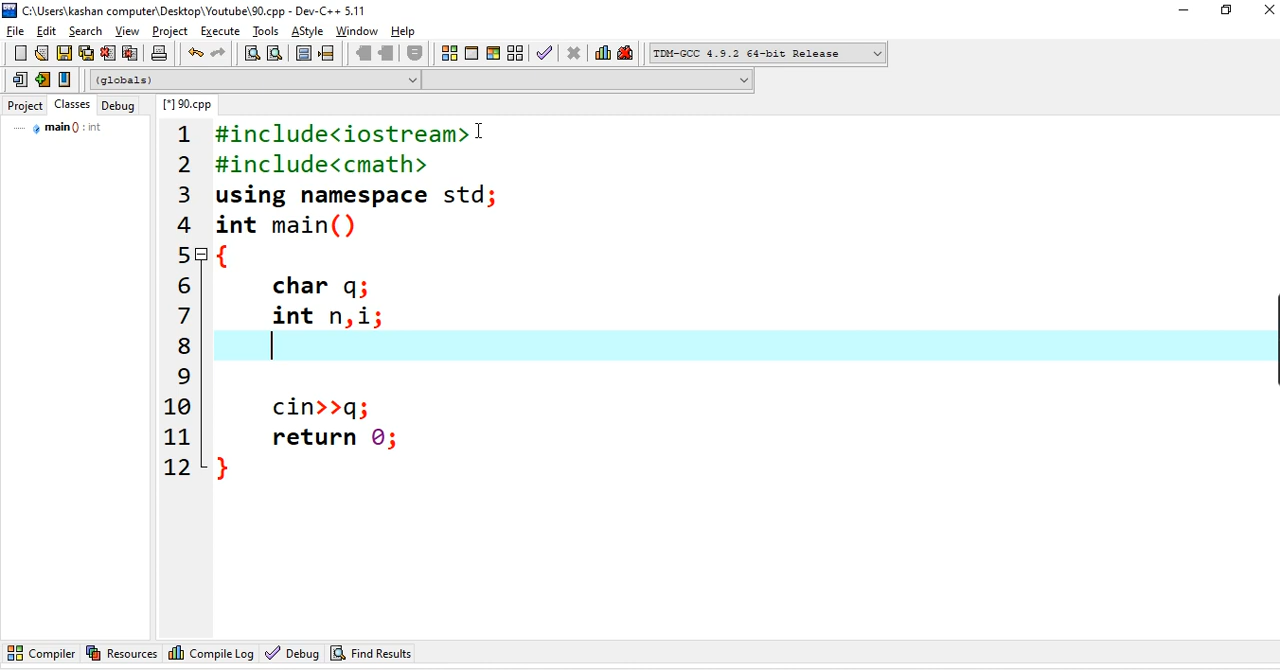 C:\Users\kashan computer\Desktop\Youtube\90.cpp - Dev-C++ 5.11
File Edit Search View Project Execute Tools AStyle Window Help
TDM-GCC 4.9.2 64-bit Release
(globals)
Project Classes Debug [*] 90.cpp
main () : int
1 #include<iostream>
2 #include<cmath>
3 using namespace std;
4 int main()
5 {
6 char q;
7 int n,i;
8
9
10 cin>>q;
11 return 0;
12 }
Compiler Resources Compile Log Debug Find Results